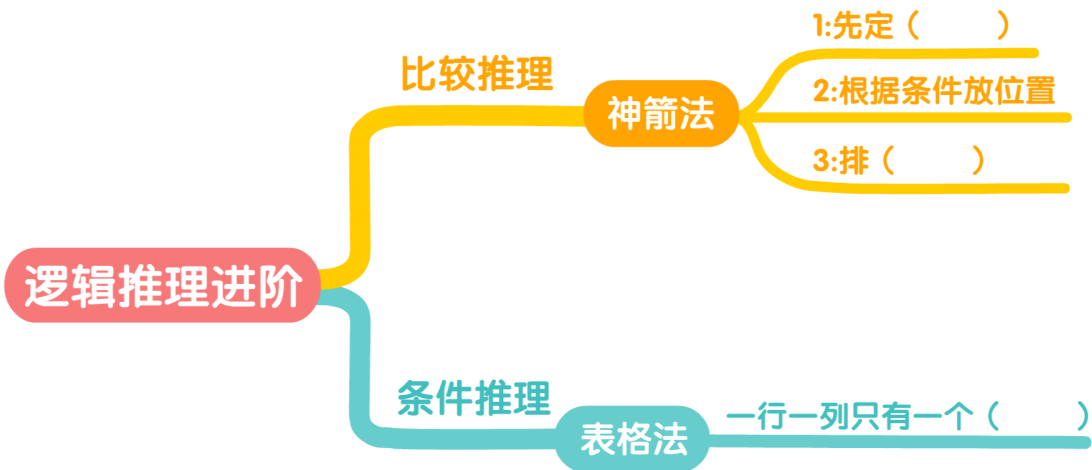 1:先定（   ）
比较推理
神箭法
2:根据条件放位置
3:排（   ）
逻辑推理进阶
条件推理
表格法
一行一列只有一个（   ）